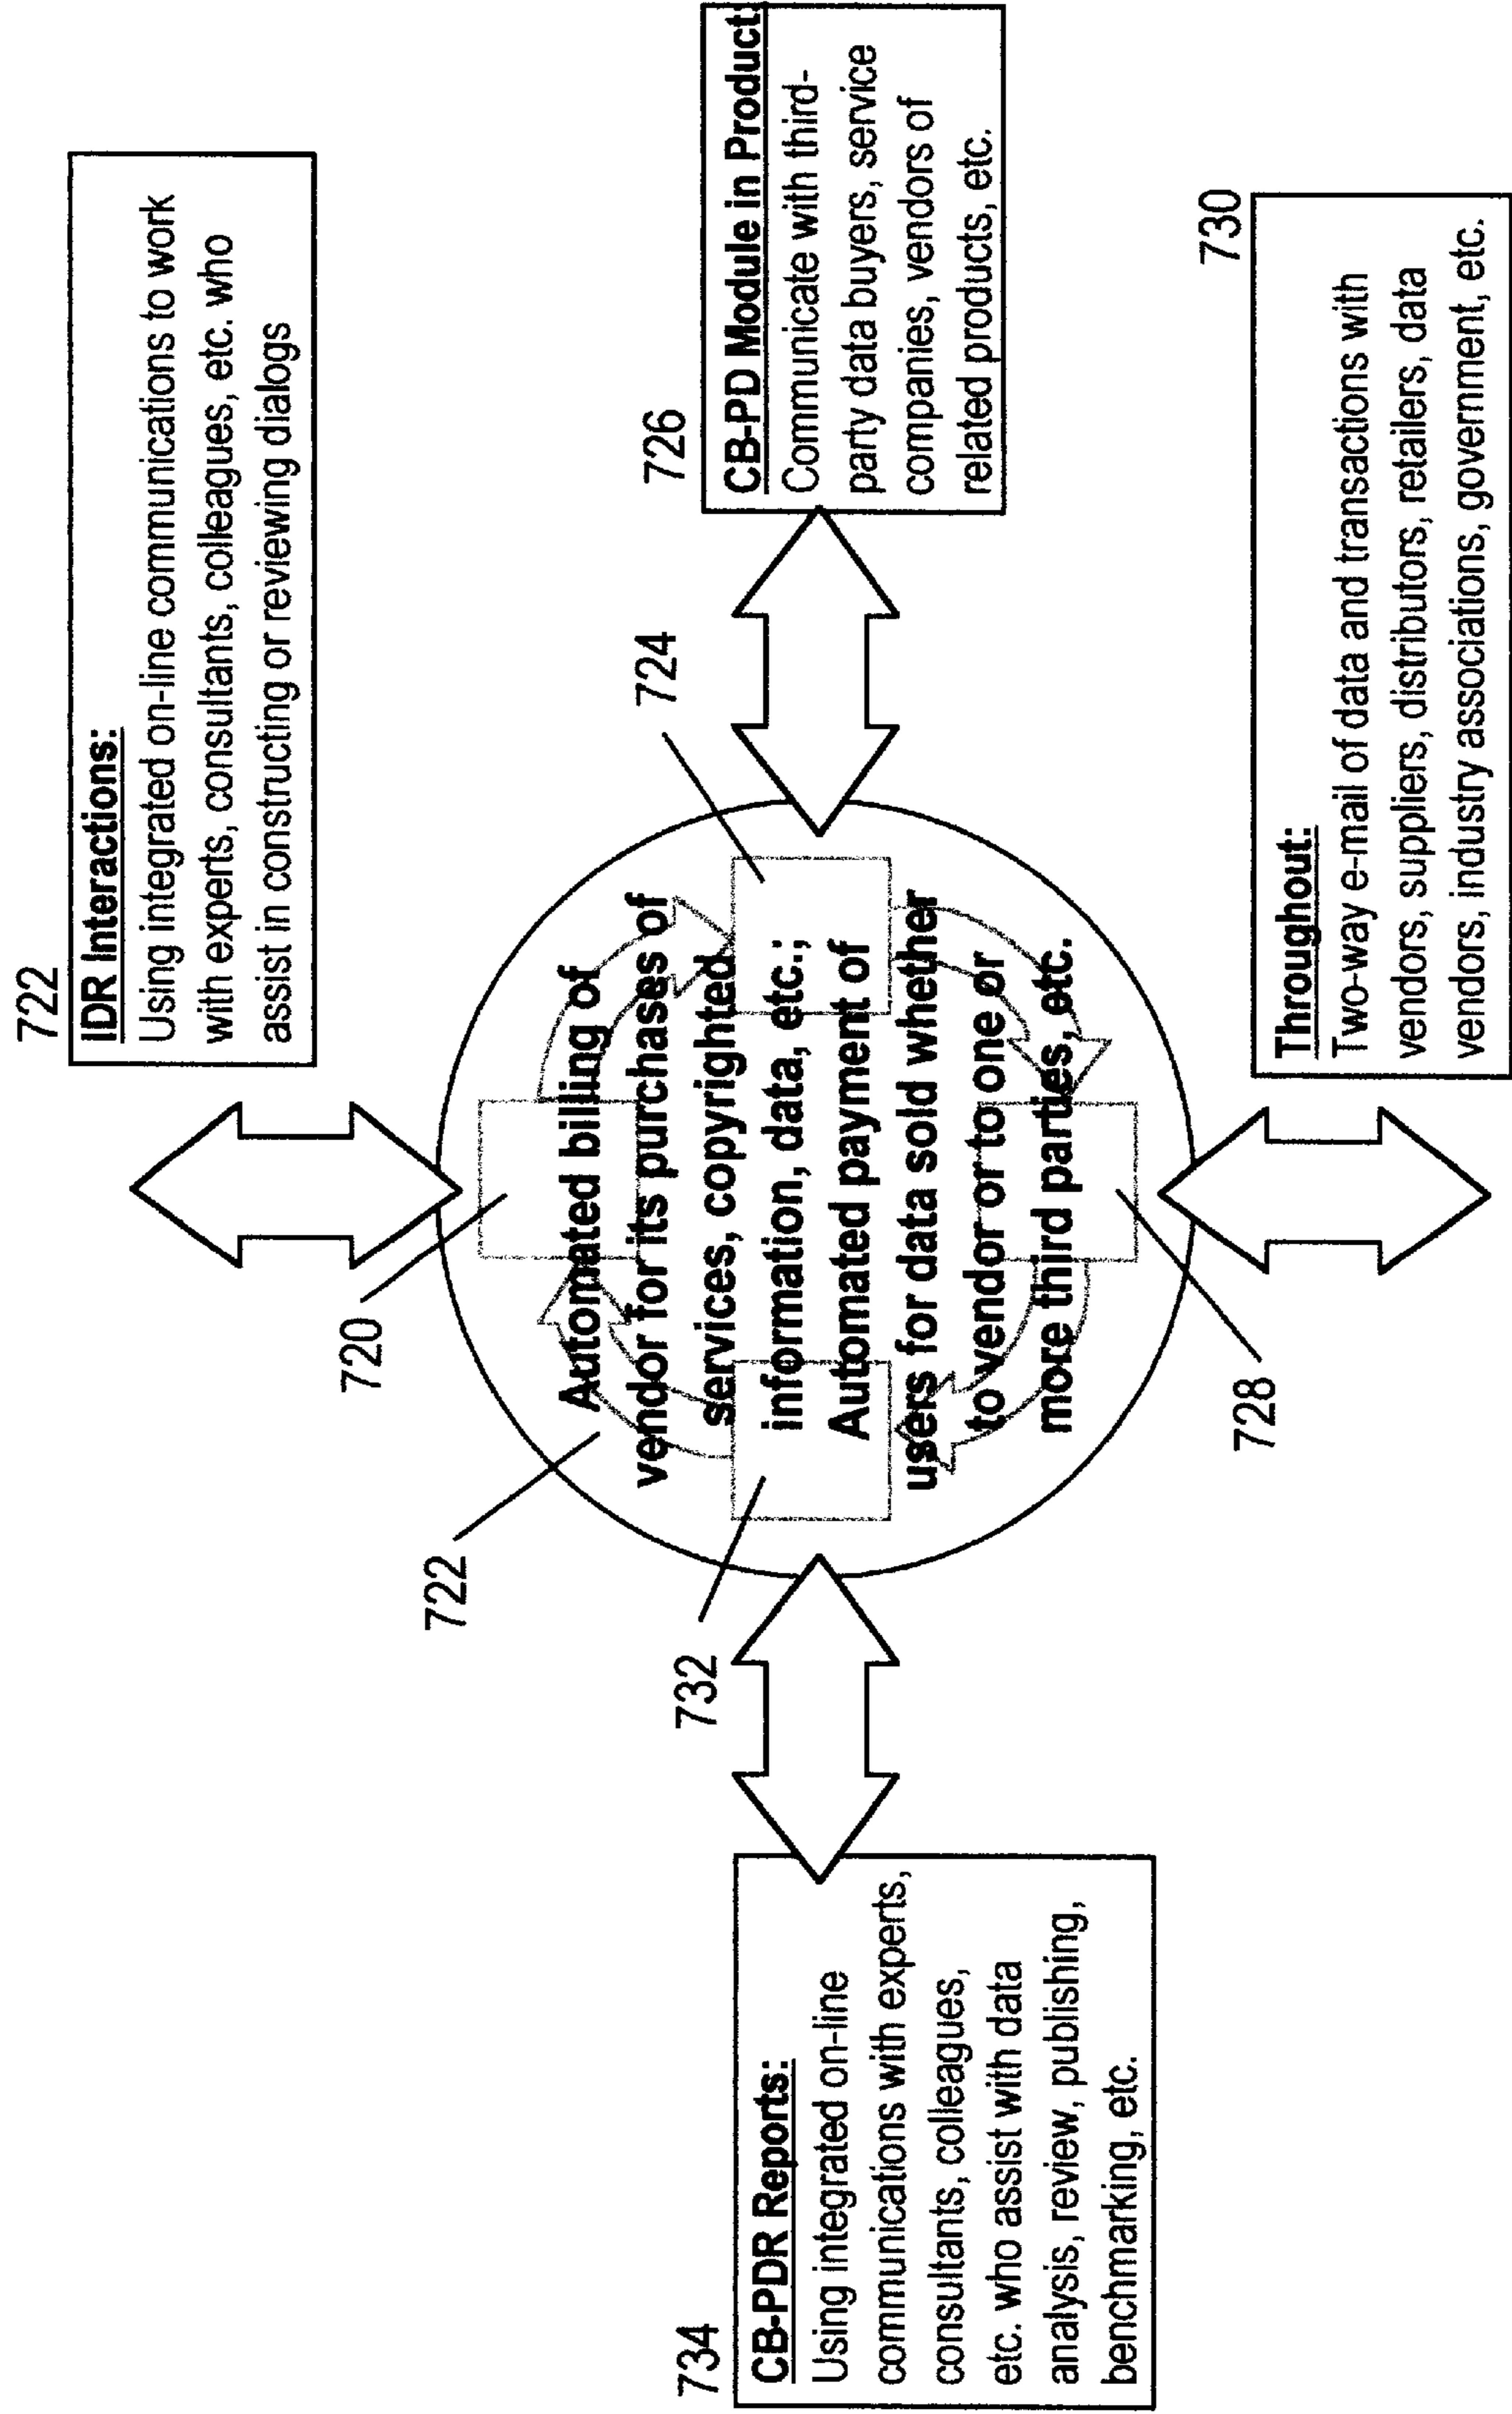 722
IDR Interactions:
Using integrated on-line communications to work
with experts, consultants, colleagues, etc. who
assist in constructing or reviewing dialogs
720
722
Automated billing of
vendor for its purchases of
services, copyrighted
information, data, etc.;
Automated payment of
users for data sold whether
to vendor or to one or
more third parties, etc.
724
726
CB-PD Module in Product:
Communicate with third-
party data buyers, service
companies, vendors of
related products, etc.
732
734
CB-PDR Reports:
Using integrated on-line
communications with experts,
consultants, colleagues,
etc. who assist with data
analysis, review, publishing,
benchmarking, etc.
728
730
Throughout:
Two-way e-mail of data and transactions with
vendors, suppliers, distributors, retailers, data
vendors, industry associations, government, etc.